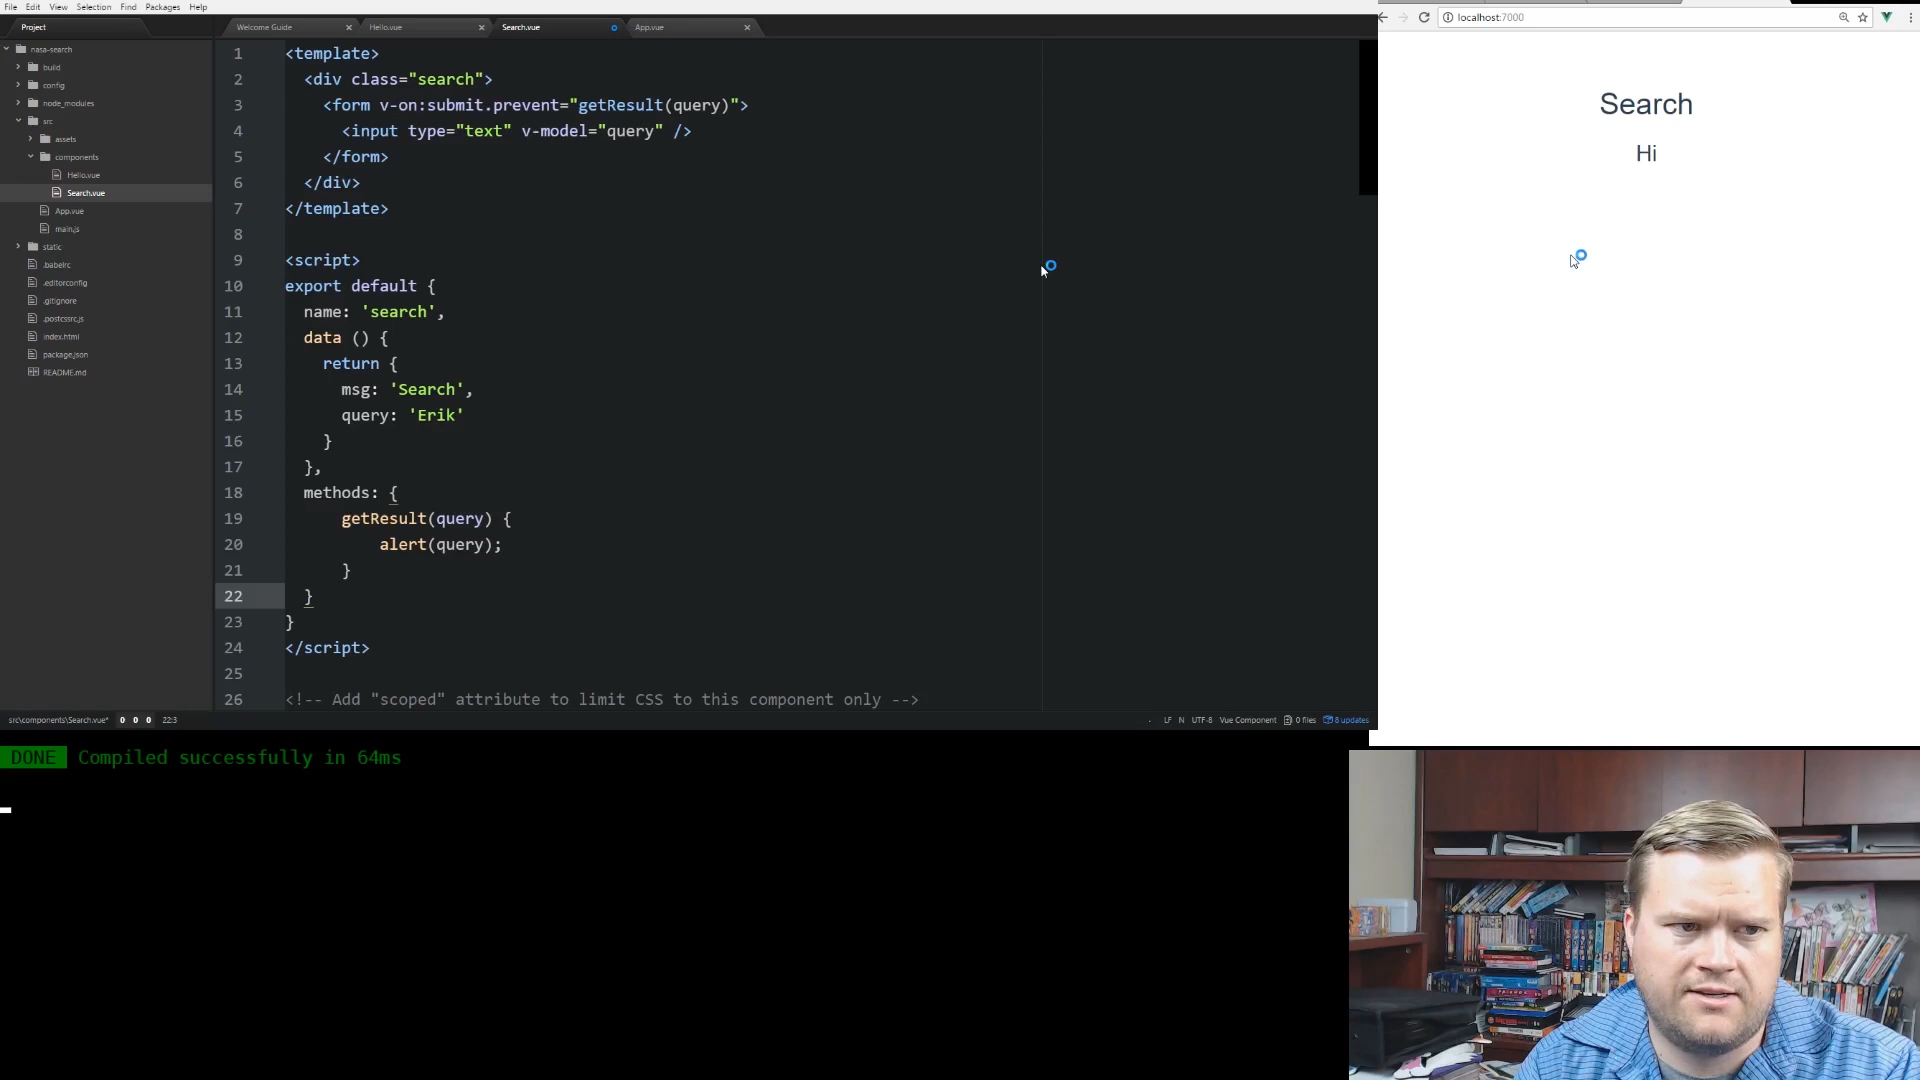 File Edit View Selection Find Packages Help
Project
nasa-search
build
config
node_modules
src
assets
components
Hello.vue
Search.vue
App.vue
main.js
static
.babelrc
.editorconfig
.gitignore
.postcssrc.js
index.html
package.json
README.md
Welcome Guide
Hello.vue
Search.vue
App.vue
1 <template>
2 <div class="search">
3 <form v-on:submit.prevent="getResult(query)">
4 <input type="text" v-model="query" />
5 </form>
6 </div>
7 </template>
8
9 <script>
10 export default {
11 name: 'search',
12 data () {
13 return {
14 msg: 'Search',
15 query: 'Erik'
16 }
17 },
18 methods: {
19 getResult(query) {
20 alert(query);
21 }
22 }
23 }
24 </script>
25
26 <!-- Add "scoped" attribute to limit CSS to this component only -->
src\components\Search.vue* 0 0 0 22:3
LF N UTF-8 Vue Component 0 files 8 updates
localhost:7000
Search
Hi
DONE Compiled successfully in 64ms